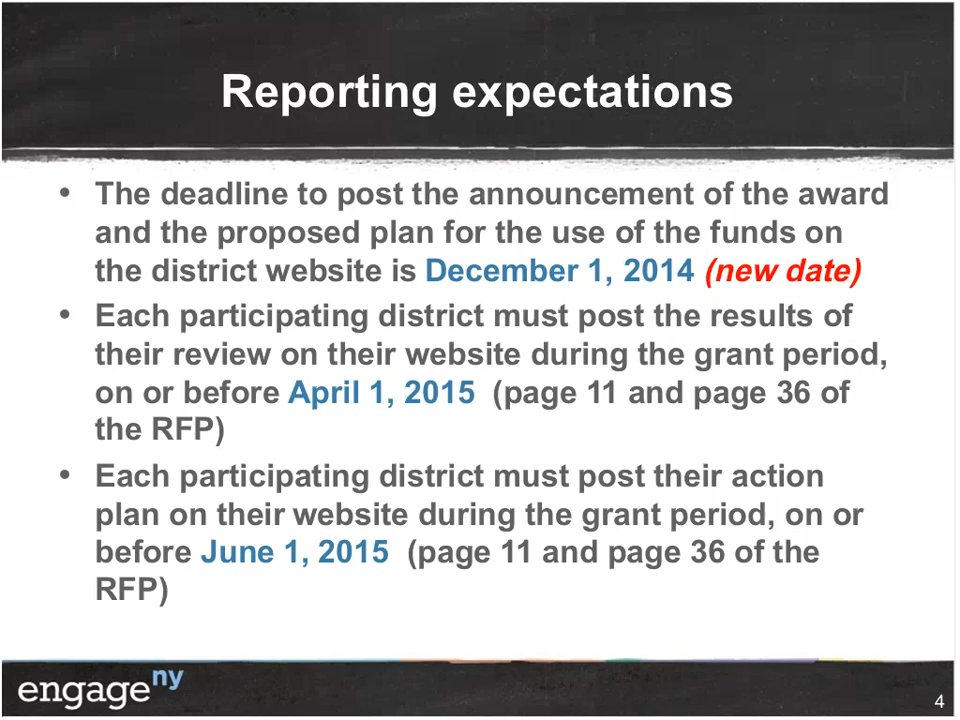 Reporting expectations
• The deadline to post the announcement of the award
and the proposed plan for the use of the funds on
the district website is December 1, 2014 (new date)
• Each participating district must post the results of
their review on their website during the grant period,
on or before April 1, 2015 (page 11 and page 36 of
the RFP)
• Each participating district must post their action
plan on their website during the grant period, on or
before June 1, 2015 (page 11 and page 36 of the
RFP)
engageny
4